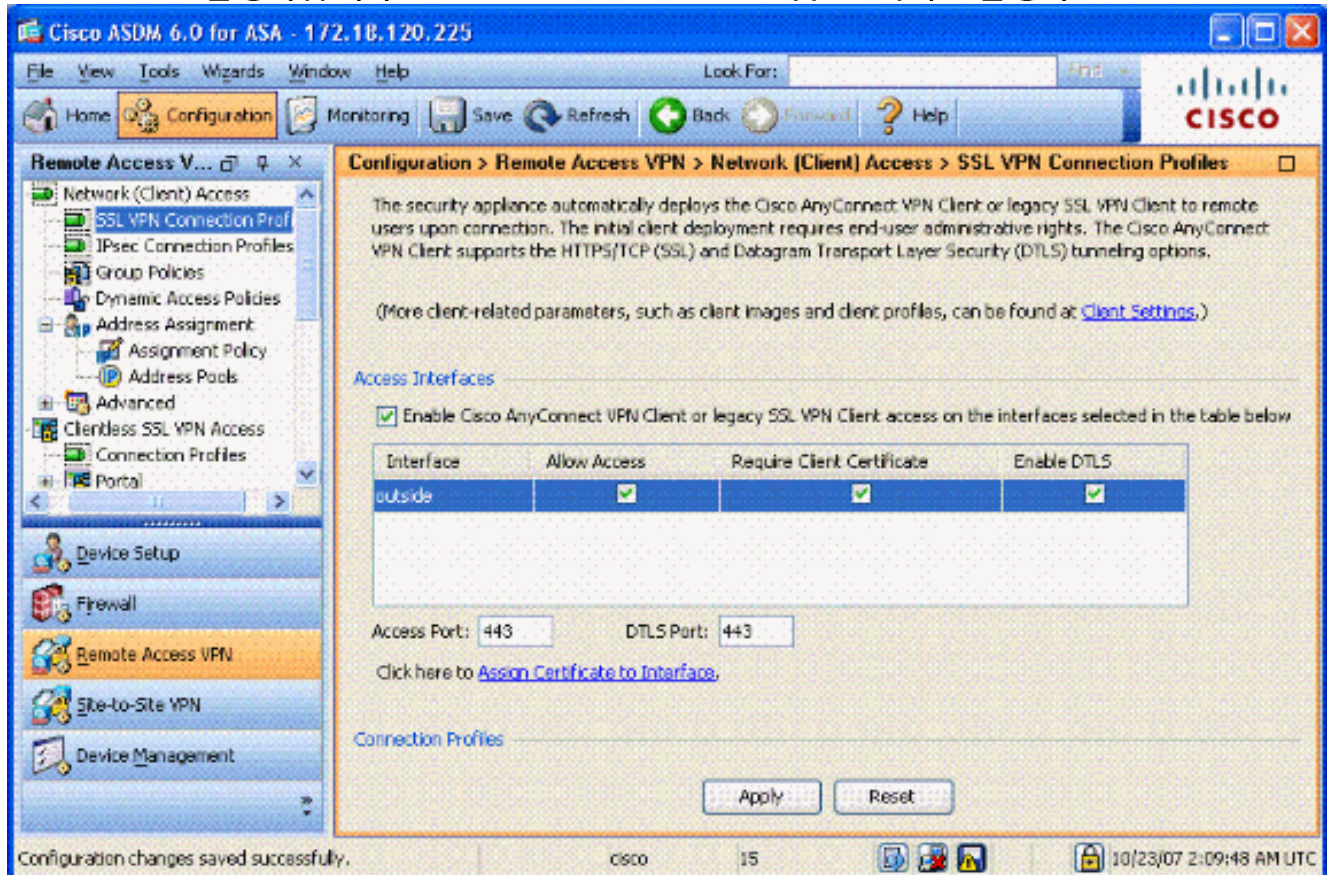 Cisco ASDM 6.0 for ASA - 172.18.120.225
File View Tools Wizards Window Help Look For: Find
Home Configuration Monitoring Save Refresh Back Forward Help
CISCO
Remote Access V...
Network (Client) Access
SSL VPN Connection Prof
IPsec Connection Profiles
Group Policies
Dynamic Access Policies
Address Assignment
Assignment Policy
Address Pools
Advanced
Clientless SSL VPN Access
Connection Profiles
Portal
Device Setup
Firewall
Remote Access VPN
Site-to-Site VPN
Device Management
Configuration > Remote Access VPN > Network (Client) Access > SSL VPN Connection Profiles
The security appliance automatically deploys the Cisco AnyConnect VPN Client or legacy SSL VPN Client to remote
users upon connection. The initial client deployment requires end-user administrative rights. The Cisco AnyConnect
VPN Client supports the HTTPS/TCP (SSL) and Datagram Transport Layer Security (DTLS) tunneling options.
(More client-related parameters, such as client images and client profiles, can be found at Client Settings.)
Access Interfaces
Enable Cisco AnyConnect VPN Client or legacy SSL VPN Client access on the interfaces selected in the table below
Interface Allow Access Require Client Certificate Enable DTLS
outside
Access Port: 443 DTLS Port: 443
Click here to Assign Certificate to Interface.
Connection Profiles
Apply Reset
Configuration changes saved successfully. cisco 15 10/23/07 2:09:48 AM UTC